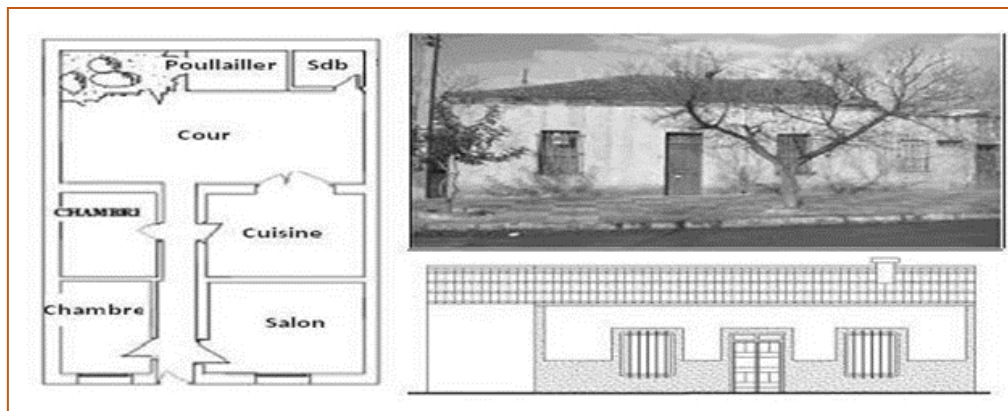 Poullailler Sdb
Cour
CHAMBRE
Cuisine
Chambre
Salon